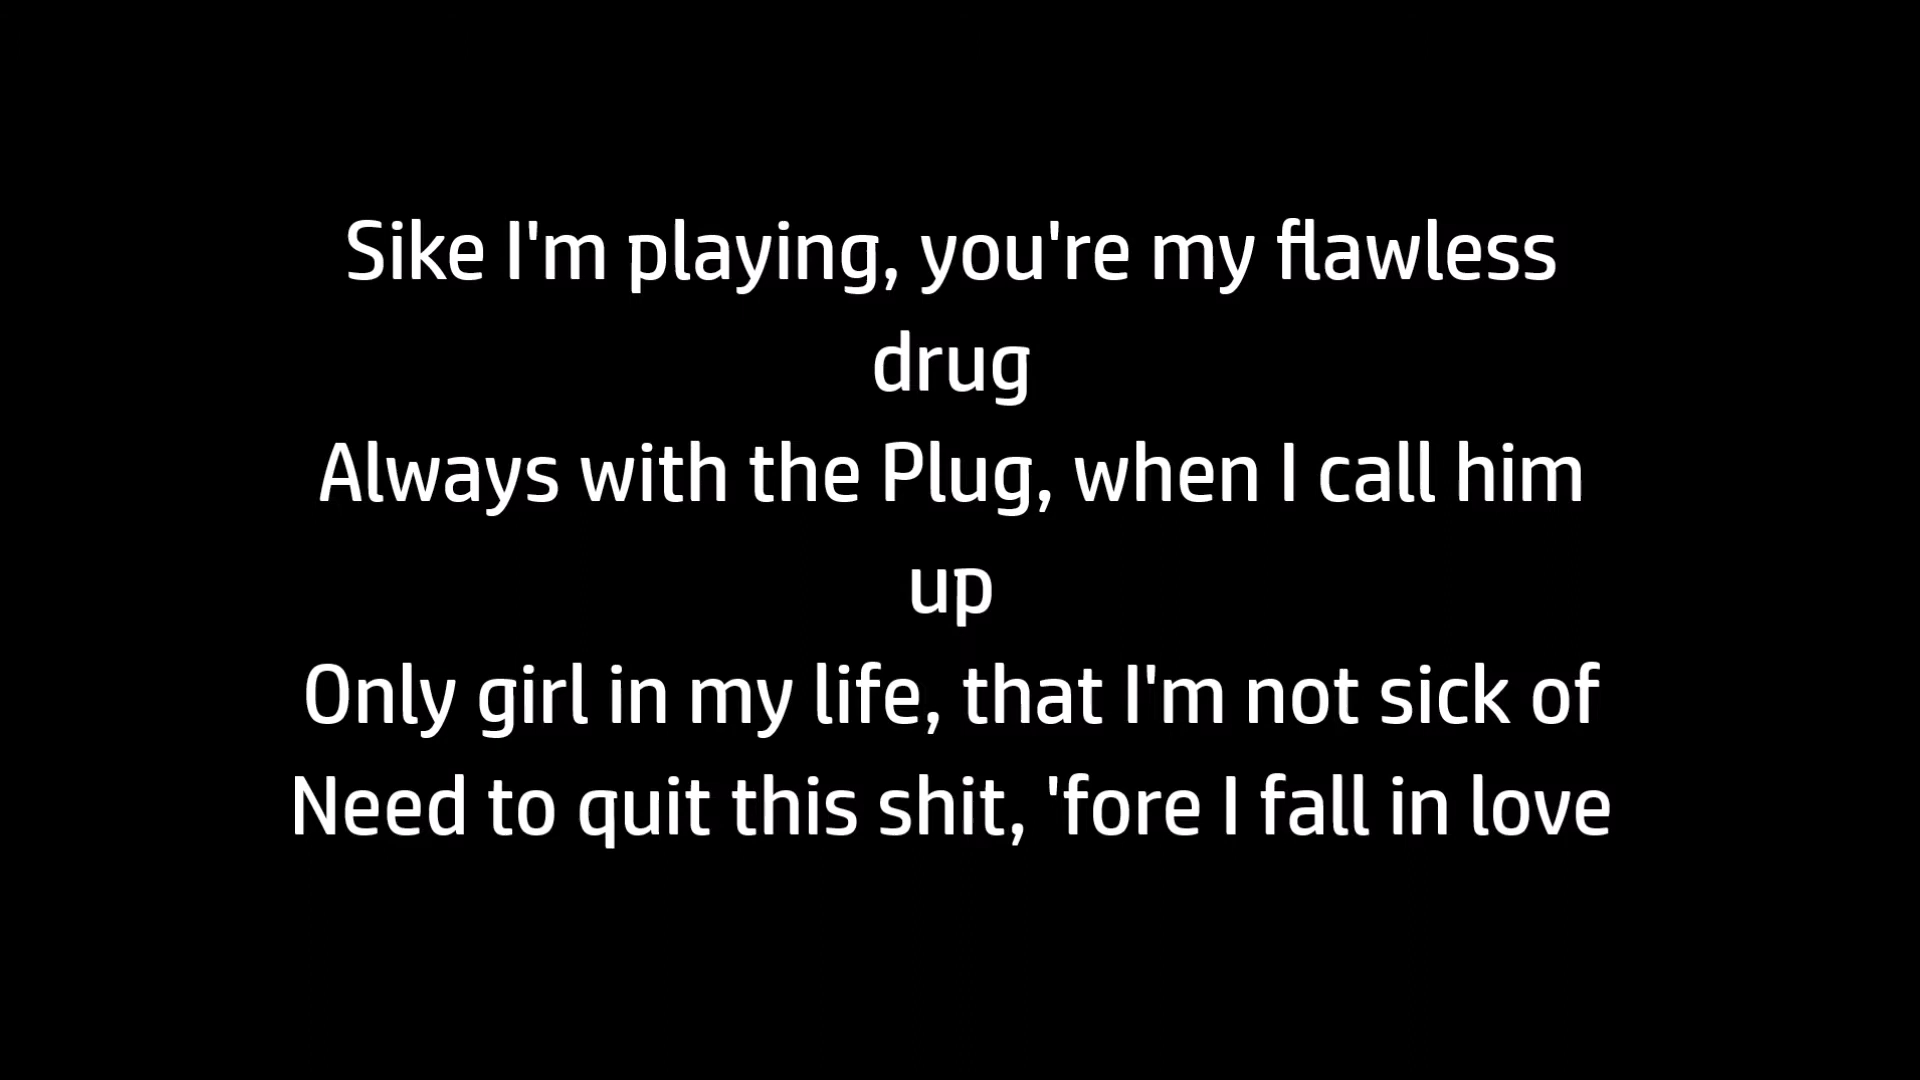 Sike I'm playing, you're my flawless
drug
Always with the Plug, when I call him
up
Only girl in my life, that I'm not sick of
Need to quit this shit, 'fore I fall in love